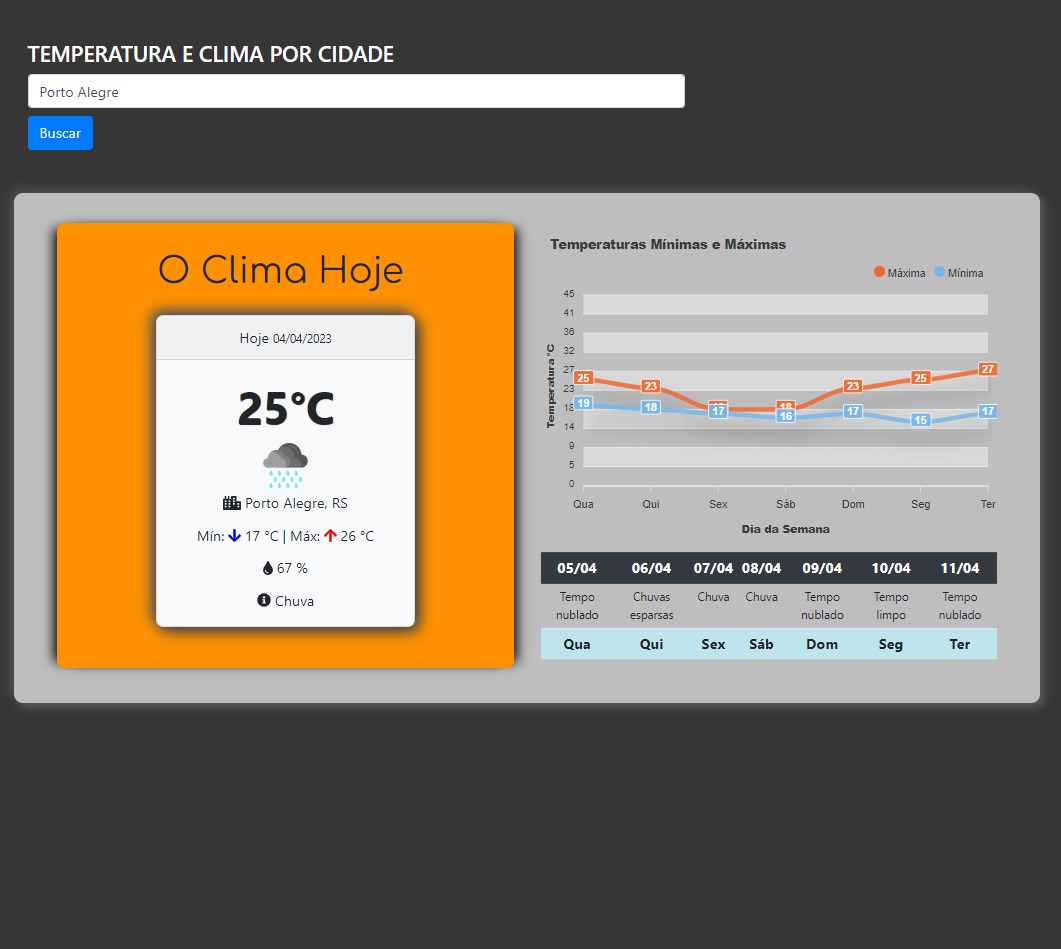 TEMPERATURA E CLIMA POR CIDADE
Porto Alegre
Buscar
O Clima Hoje
Hoje 04/04/2023
25°C
Porto Alegre, RS
Mín: 17 °C | Máx: 26 °C
67 %
Chuva
Temperaturas Mínimas e Máximas
Máxima Mínima
Temperatura °C
45
41
36
32
27
23
18
14
9
5
0
25 23 18 23 25 27
19 18 17 16 17 15 17
Qua Qui Sex Sáb Dom Seg Ter
Dia da Semana
05/04 06/04 07/04 08/04 09/04 10/04 11/04
Tempo Chuvas Chuva Chuva Tempo Tempo Tempo
nublado esparsas nublado limpo nublado
Qua Qui Sex Sáb Dom Seg Ter